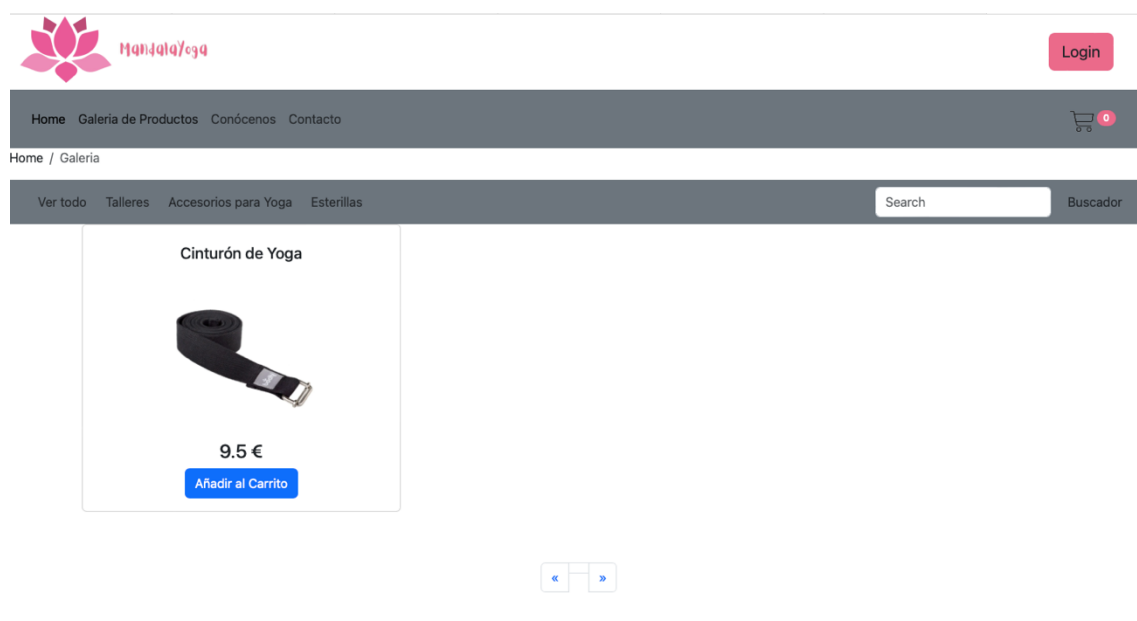 MandalaYoga
Login
Home Galeria de Productos Conócenos Contacto
0
Home / Galeria
Ver todo Talleres Accesorios para Yoga Esterillas Search Buscador
Cinturón de Yoga
9.5 €
Añadir al Carrito
« »